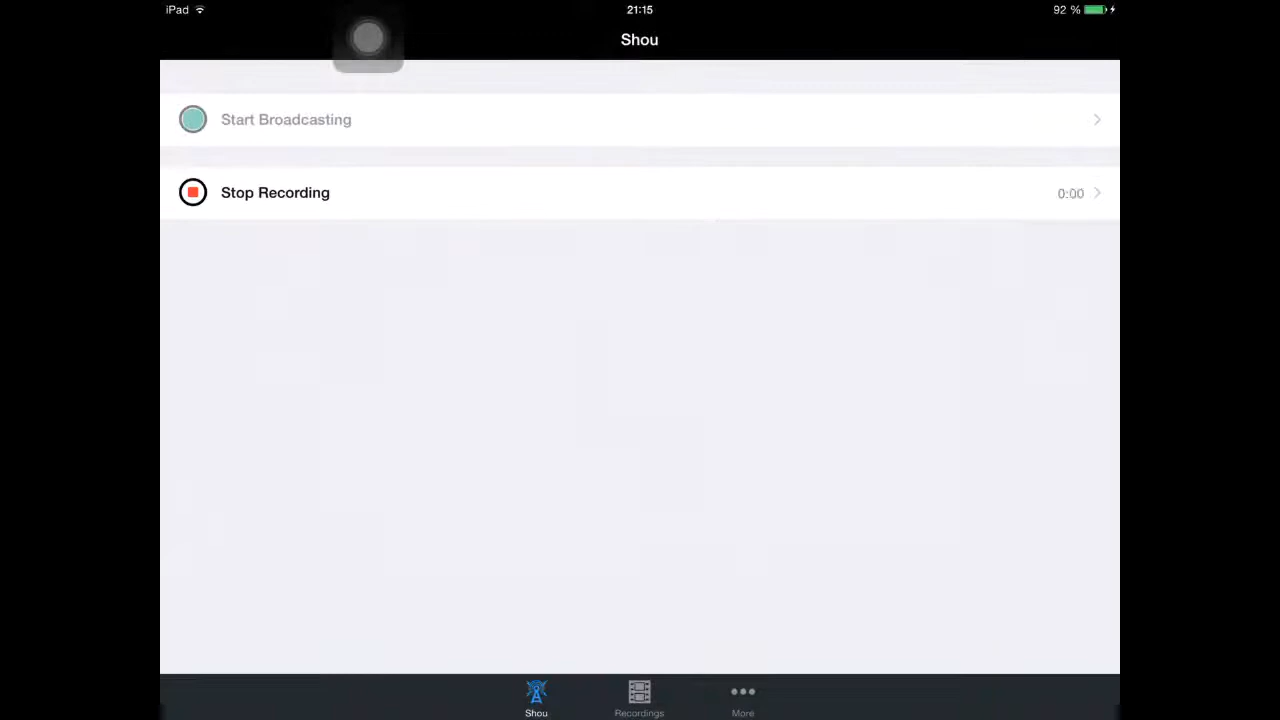 iPad 21:15 92 %
Shou
Start Broadcasting
Stop Recording 0:00
Shou Recordings More